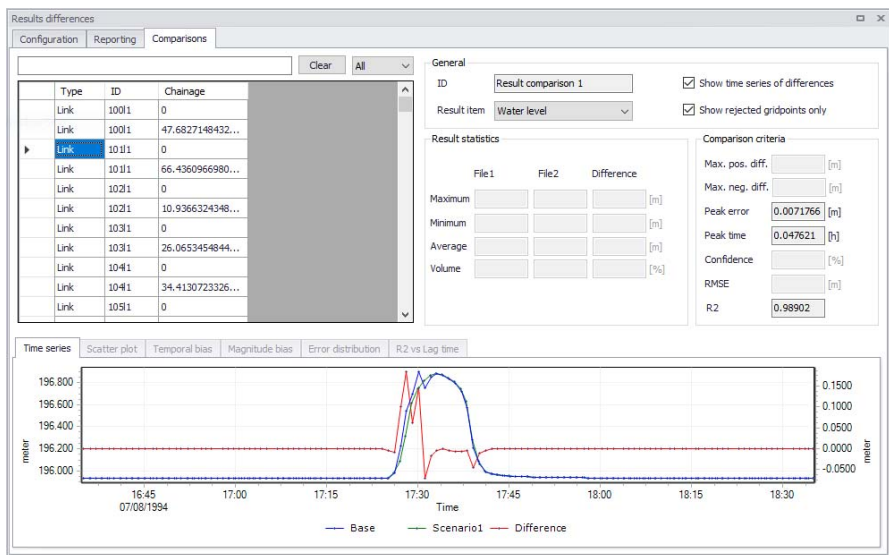 Results differences
Configuration Reporting Comparisons
Clear All
Type ID Chainage
Link 100l1 0
Link 100l1 47.6827148432...
Link 101l1 0
Link 101l1 66.4360966980...
Link 102l1 0
Link 102l1 10.9366324348...
Link 103l1 0
Link 103l1 26.0653454844...
Link 104l1 0
Link 104l1 34.4130723326...
Link 105l1 0
General
ID Result comparison 1
Show time series of differences
Result item Water level
Show rejected gridpoints only
Result statistics
File1 File2 Difference
Maximum [m]
Minimum [m]
Average [m]
Volume [%]
Comparison criteria
Max. pos. diff. [m]
Max. neg. diff. [m]
Peak error 0.0071766 [m]
Peak time 0.047621 [h]
Confidence [%]
RMSE [m]
R2 0.98902
Time series Scatter plot Temporal bias Magnitude bias Error distribution R2 vs Lag time
196.800
196.600
196.400
196.200
196.000
meter
0.1500
0.1000
0.0500
0.0000
-0.0500
meter
16:45 17:00 17:15 17:30 17:45 18:00 18:15 18:30
07/08/1994
Time
Base Scenario1 Difference